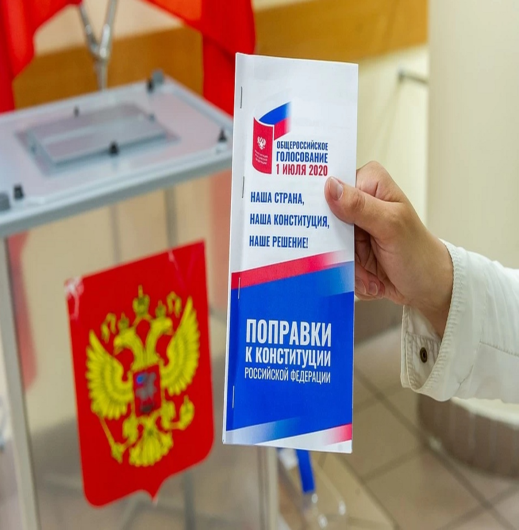 ОБЩЕРОССИЙСКОЕ
ГОЛОСОВАНИЕ
1 ИЮЛЯ 2020
НАША СТРАНА,
НАША КОНСТИТУЦИЯ,
НАШЕ РЕШЕНИЕ!
ПОПРАВКИ
К КОНСТИТУЦИИ
РОССИЙСКОЙ ФЕДЕРАЦИИ